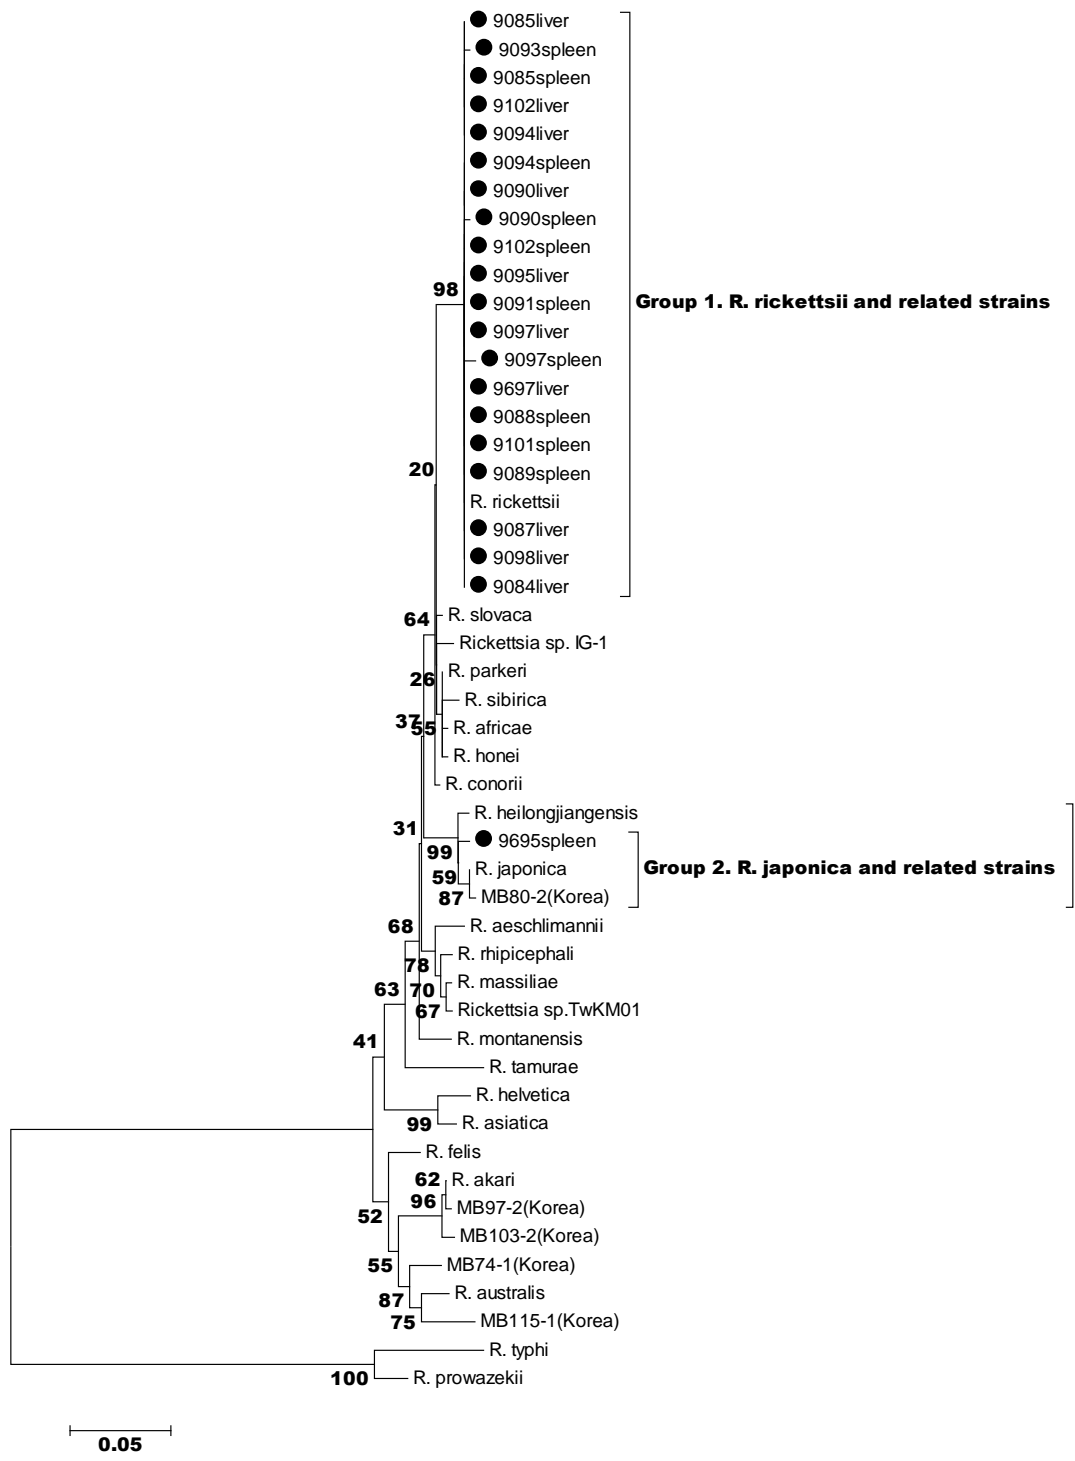 9085liver
9093spleen
9085spleen
9102liver
9094liver
9094spleen
9090liver
9090spleen
9102spleen
9095liver
98
9091spleen
Group 1. R. rickettsii and related strains
9097liver
9097spleen
9697liver
9088spleen
9101spleen
20
9089spleen
R. rickettsii
9087liver
9098liver
9084liver
64
R. slovaca
Rickettsia sp. IG-1
26
R. parkeri
R. sibirica
37
55
R. africae
R. honei
R. conorii
R. heilongjiangensis
31
9695spleen
99
R. japonica
Group 2. R. japonica and related strains
59
87
MB80-2(Korea)
68
R. aeschlimannii
R. rhipicephali
78
R. massiliae
63
70
67
Rickettsia sp.TwKM01
41
R. montanensis
R. tamurae
R. helvetica
99
R. asiatica
R. felis
62
R. akari
96
MB97-2(Korea)
52
MB103-2(Korea)
55
MB74-1(Korea)
R. australis
87
75
MB115-1(Korea)
R. typhi
100
R. prowazekii
0.05